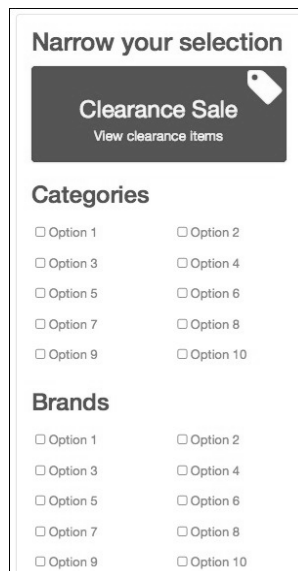 Narrow your selection
Clearance Sale
View clearance items
Categories
Option 1 Option 2
Option 3 Option 4
Option 5 Option 6
Option 7 Option 8
Option 9 Option 10
Brands
Option 1 Option 2
Option 3 Option 4
Option 5 Option 6
Option 7 Option 8
Option 9 Option 10